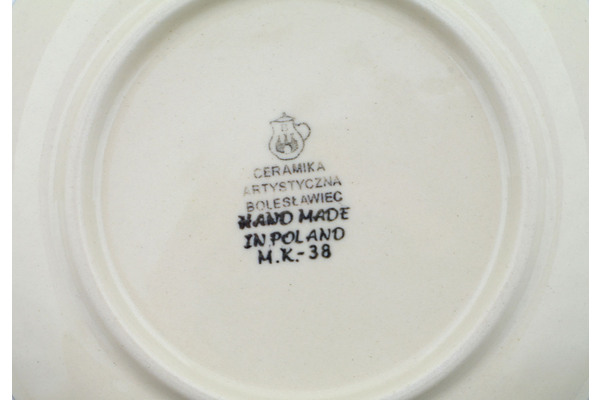 CERAMIKA
ARTYSTYCZNA
BOLESŁAWIEC
HAND MADE
IN POLAND
M.K.-38